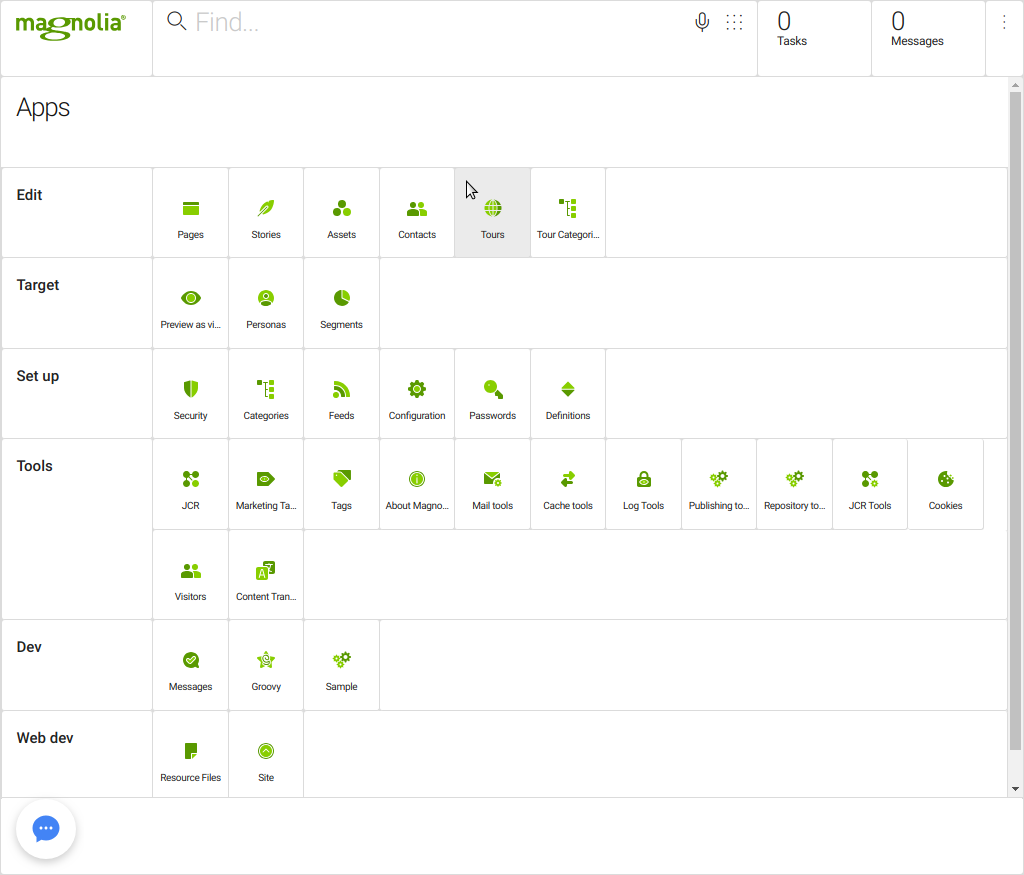 magnolia®
Find...
0
Tasks
0
Messages
Apps
Edit
Pages
Stories
Assets
Contacts
Tours
Tour Categori...
Target
Preview as vi...
Personas
Segments
Set up
Security
Categories
Feeds
Configuration
Passwords
Definitions
Tools
JCR
Marketing Ta...
Tags
About Magno...
Mail tools
Cache tools
Log Tools
Publishing to...
Repository to...
JCR Tools
Cookies
Visitors
A
Content Tran...
Dev
Messages
Groovy
Sample
Web dev
Resource Files
Site